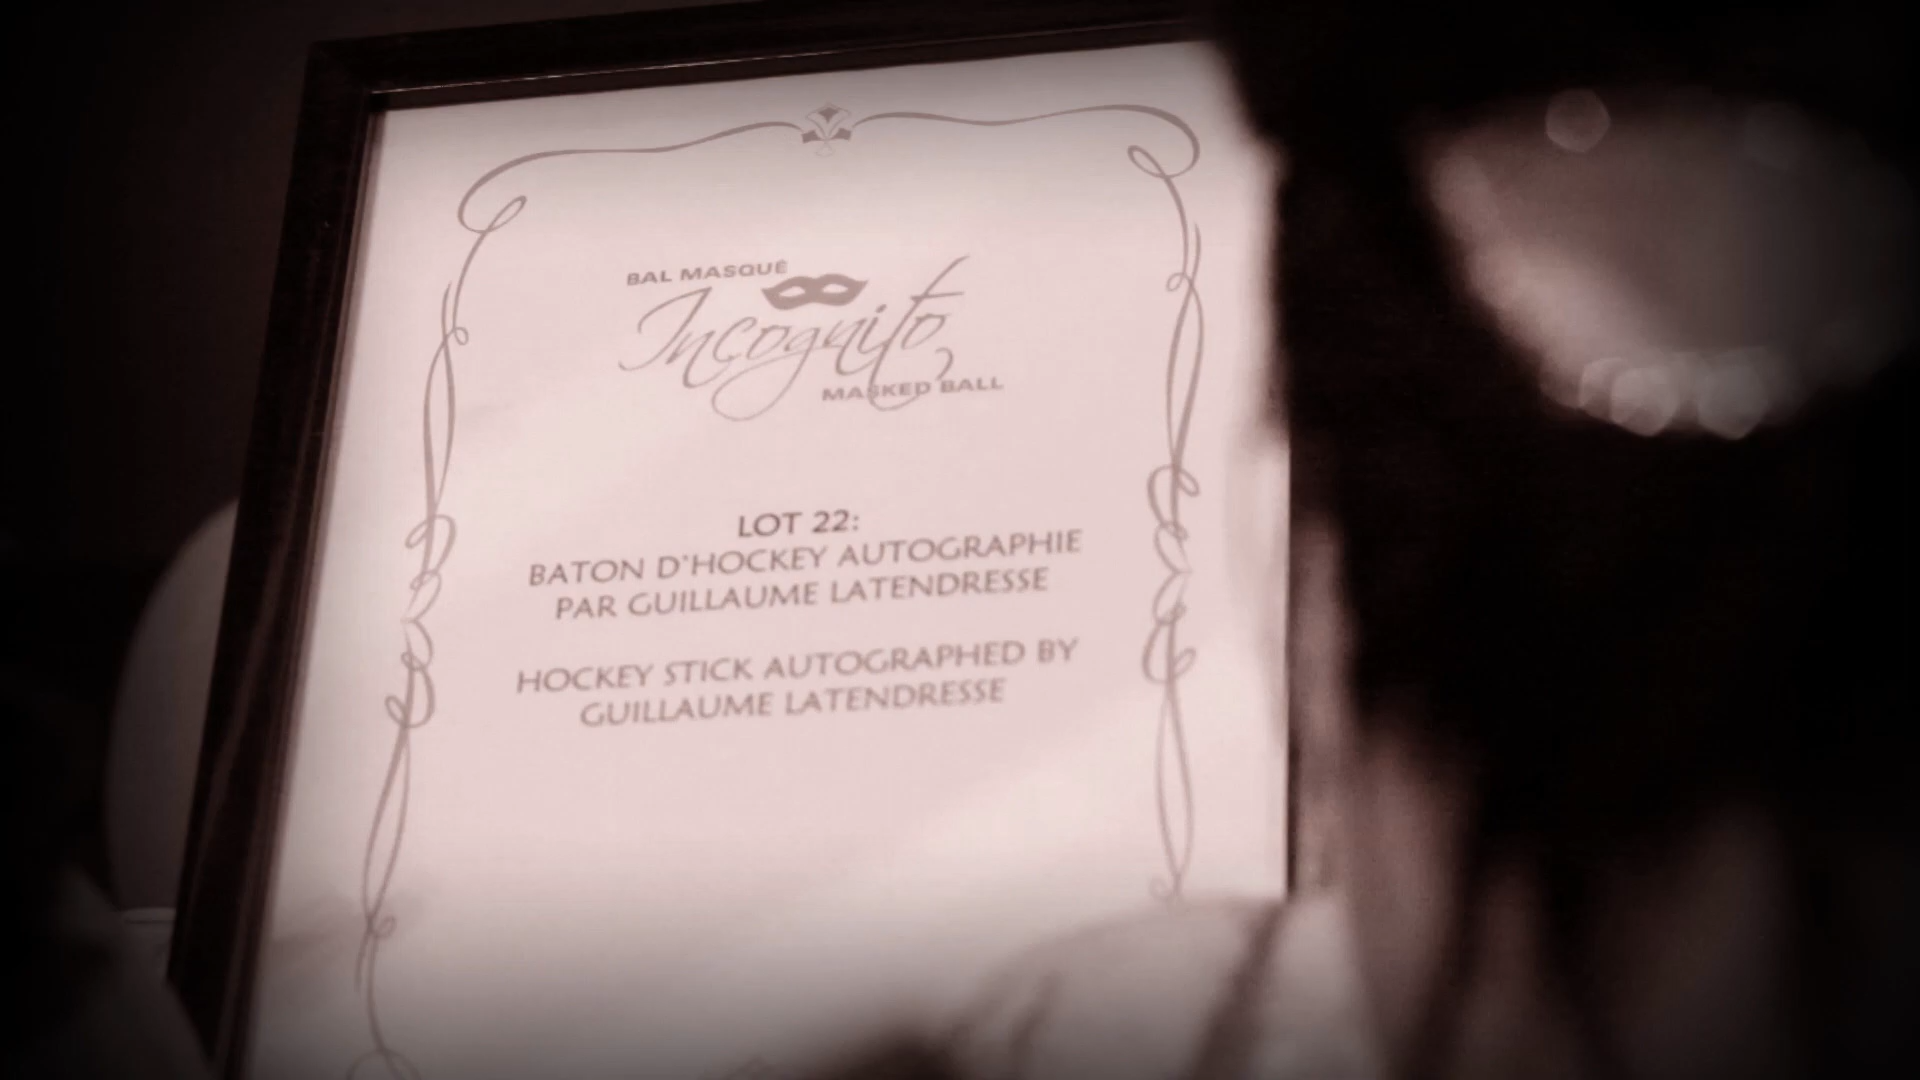 BAL MASQUÉ
Incognito
MASKED BALL
LOT 22:
BATON D'HOCKEY AUTOGRAPHIE
PAR GUILLAUME LATENDRESSE
HOCKEY STICK AUTOGRAPHED BY
GUILLAUME LATENDRESSE